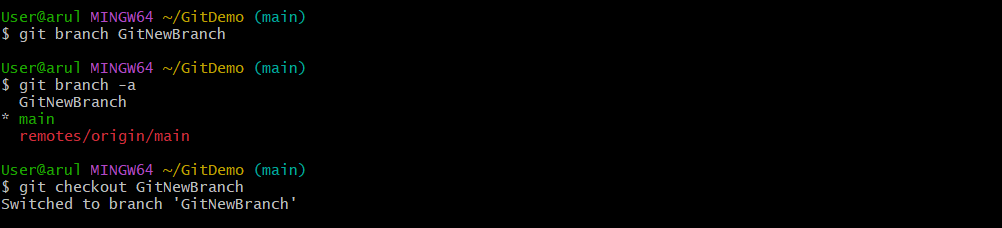 User@arul MINGW64 ~/GitDemo (main)
$ git branch GitNewBranch
User@arul MINGW64 ~/GitDemo (main)
$ git branch -a
  GitNewBranch
* main
  remotes/origin/main
User@arul MINGW64 ~/GitDemo (main)
$ git checkout GitNewBranch
Switched to branch 'GitNewBranch'